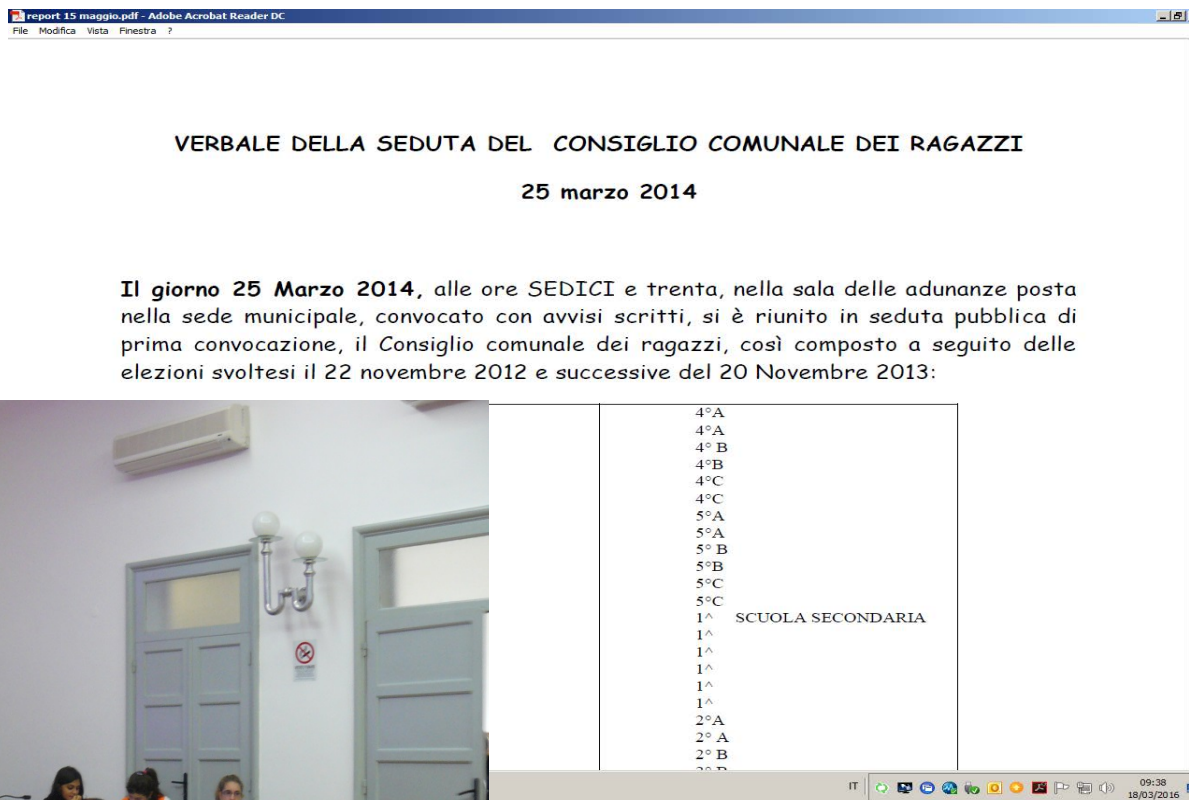 report 15 maggio.pdf - Adobe Acrobat Reader DC
File Modifica Vista Finestra ?
VERBALE DELLA SEDUTA DEL CONSIGLIO COMUNALE DEI RAGAZZI
25 marzo 2014
Il giorno 25 Marzo 2014, alle ore SEDICI e trenta, nella sala delle adunanze posta
nella sede municipale, convocato con avvisi scritti, si è riunito in seduta pubblica di
prima convocazione, il Consiglio comunale dei ragazzi, così composto a seguito delle
elezioni svoltesi il 22 novembre 2012 e successive del 20 Novembre 2013:
4°A
4°A
4° B
4°B
4°C
4°C
5°A
5°A
5° B
5°B
5°C
5°C
1^ SCUOLA SECONDARIA
1^
1^
1^
1^
1^
2°A
2° A
2° B
IT
09:38
18/03/2016